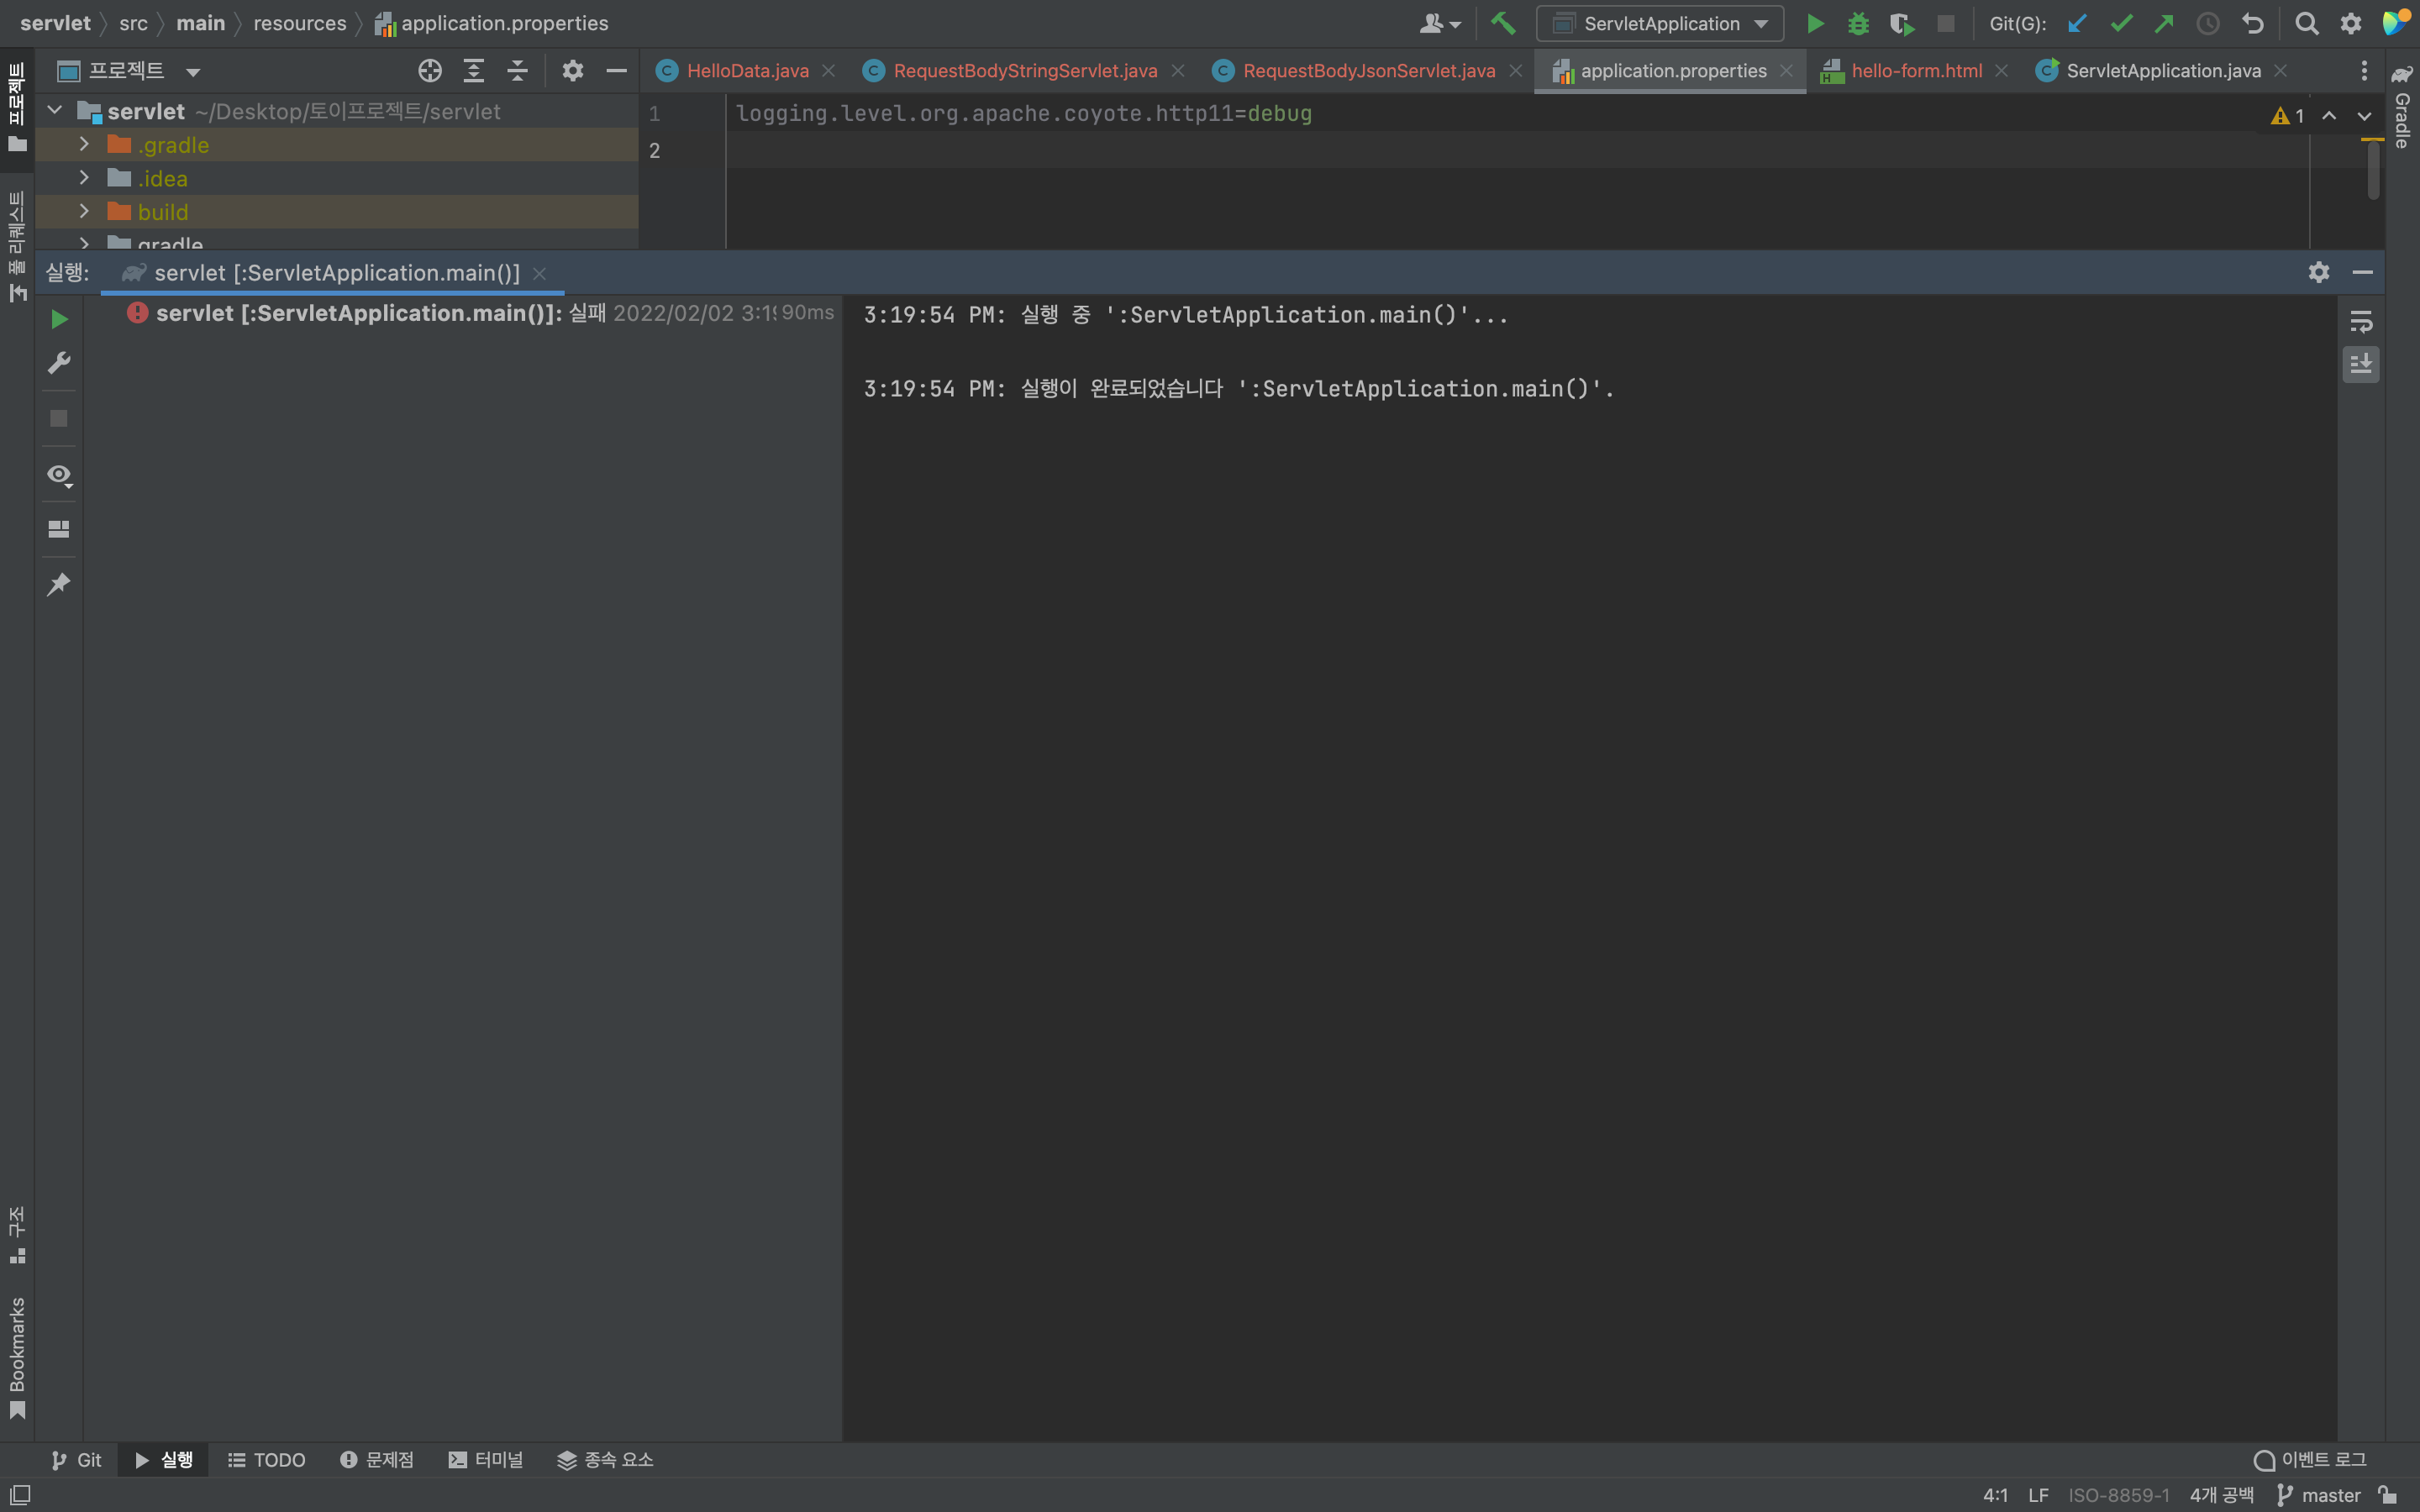 servlet src main resources application.properties
ServletApplication
Git(G):
프로젝트
HelloData.java
RequestBodyStringServlet.java
RequestBodyJsonServlet.java
application.properties
hello-form.html
ServletApplication.java
프로젝트
풀 리퀘스트
Gradle
servlet ~/Desktop/토이프로젝트/servlet
.gradle
.idea
build
gradle
1 logging.level.org.apache.coyote.http11=debug
2
1
실행: servlet [:ServletApplication.main()]
servlet [:ServletApplication.main()]: 실패 2022/02/02 3:19 90ms
3:19:54 PM: 실행 중 ':ServletApplication.main()'...
3:19:54 PM: 실행이 완료되었습니다 ':ServletApplication.main()'.
구조
Bookmarks
Git 실행 TODO 문제점 터미널 종속 요소
이벤트 로그
4:1 LF ISO-8859-1 4개 공백 master